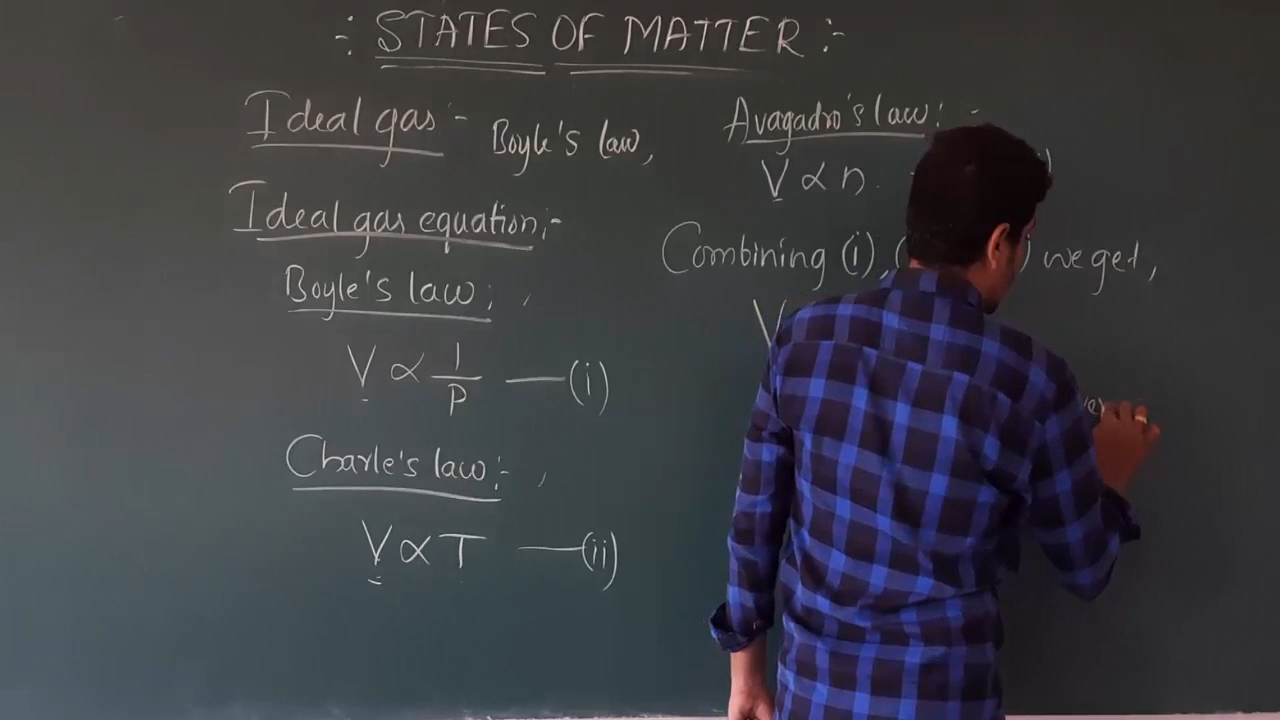 :- STATES OF MATTER :-
Ideal gas :- Boyle's law,
Ideal gas equation :-
Boyle's law : ,
V ∝ 1/P —— (i)
Charle's law :- ,
V ∝ T —— (ii)
Avagadro's law : -
V ∝ n.
Combining (i), ( ) we get,
V